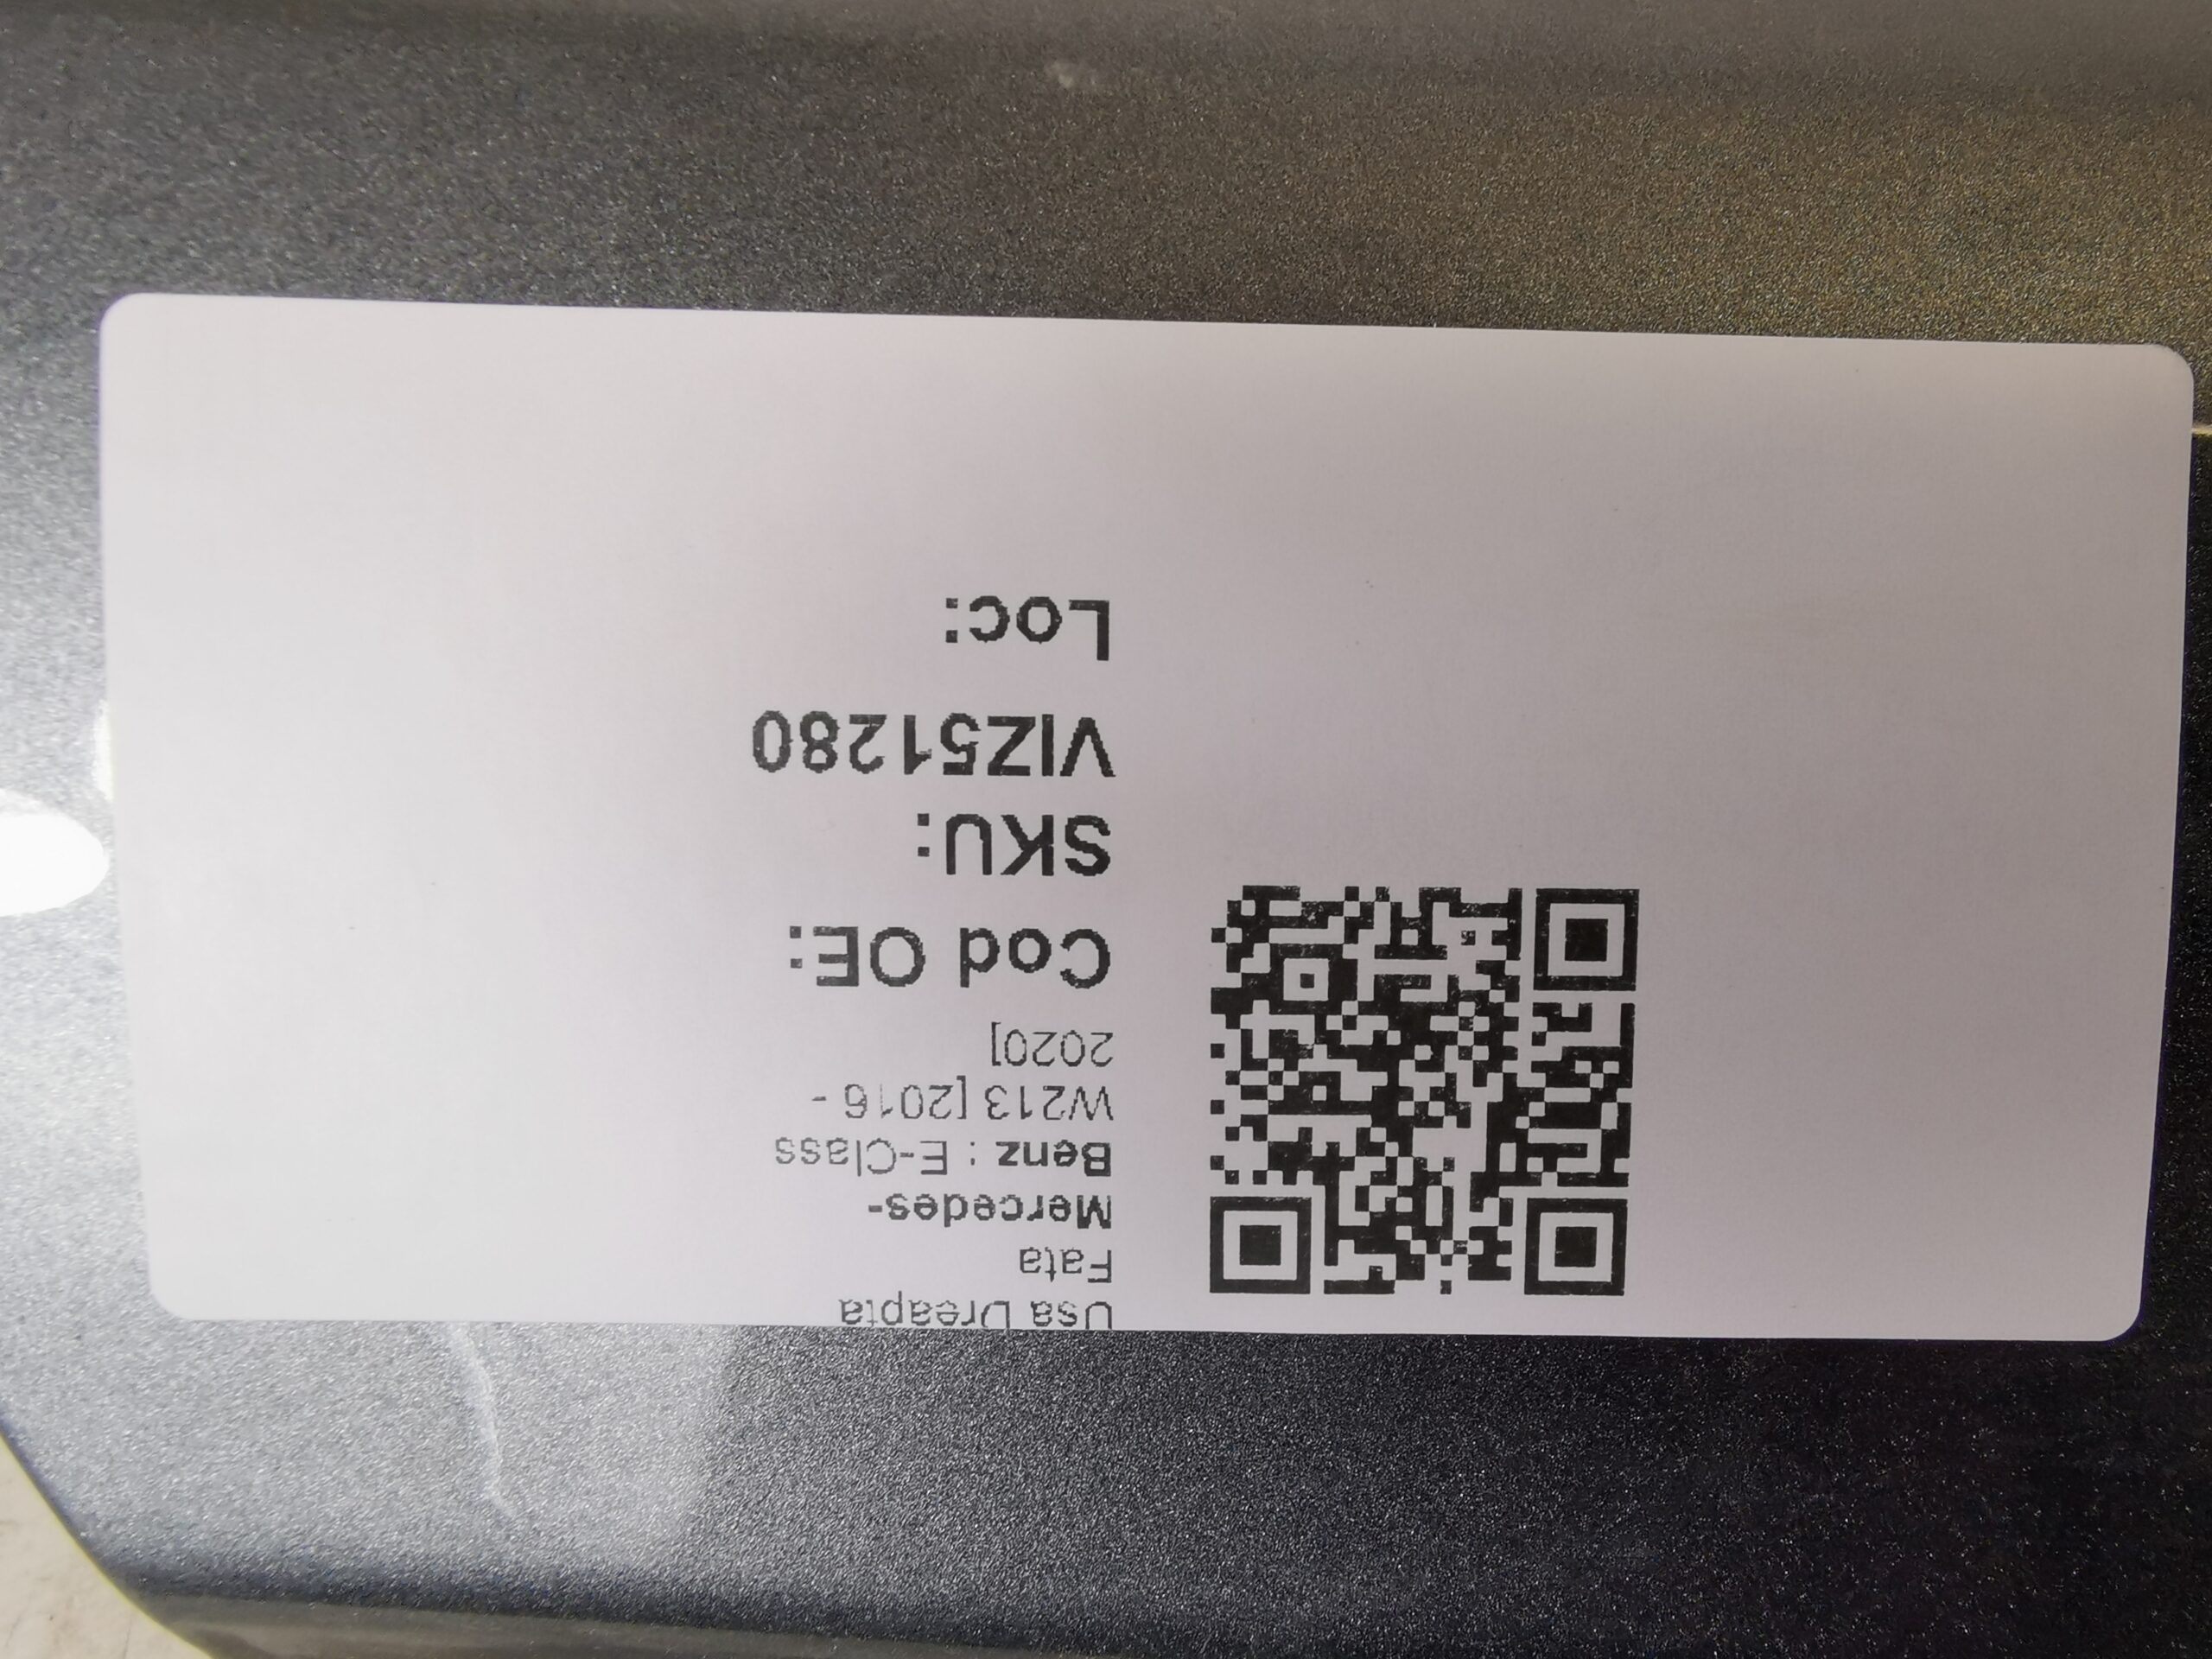 Usa Dreapta
Fata
Mercedes-
Benz : E-Class
W213 [2016 -
2020]
Cod OE:
SKU:
VIZ51280
Loc: